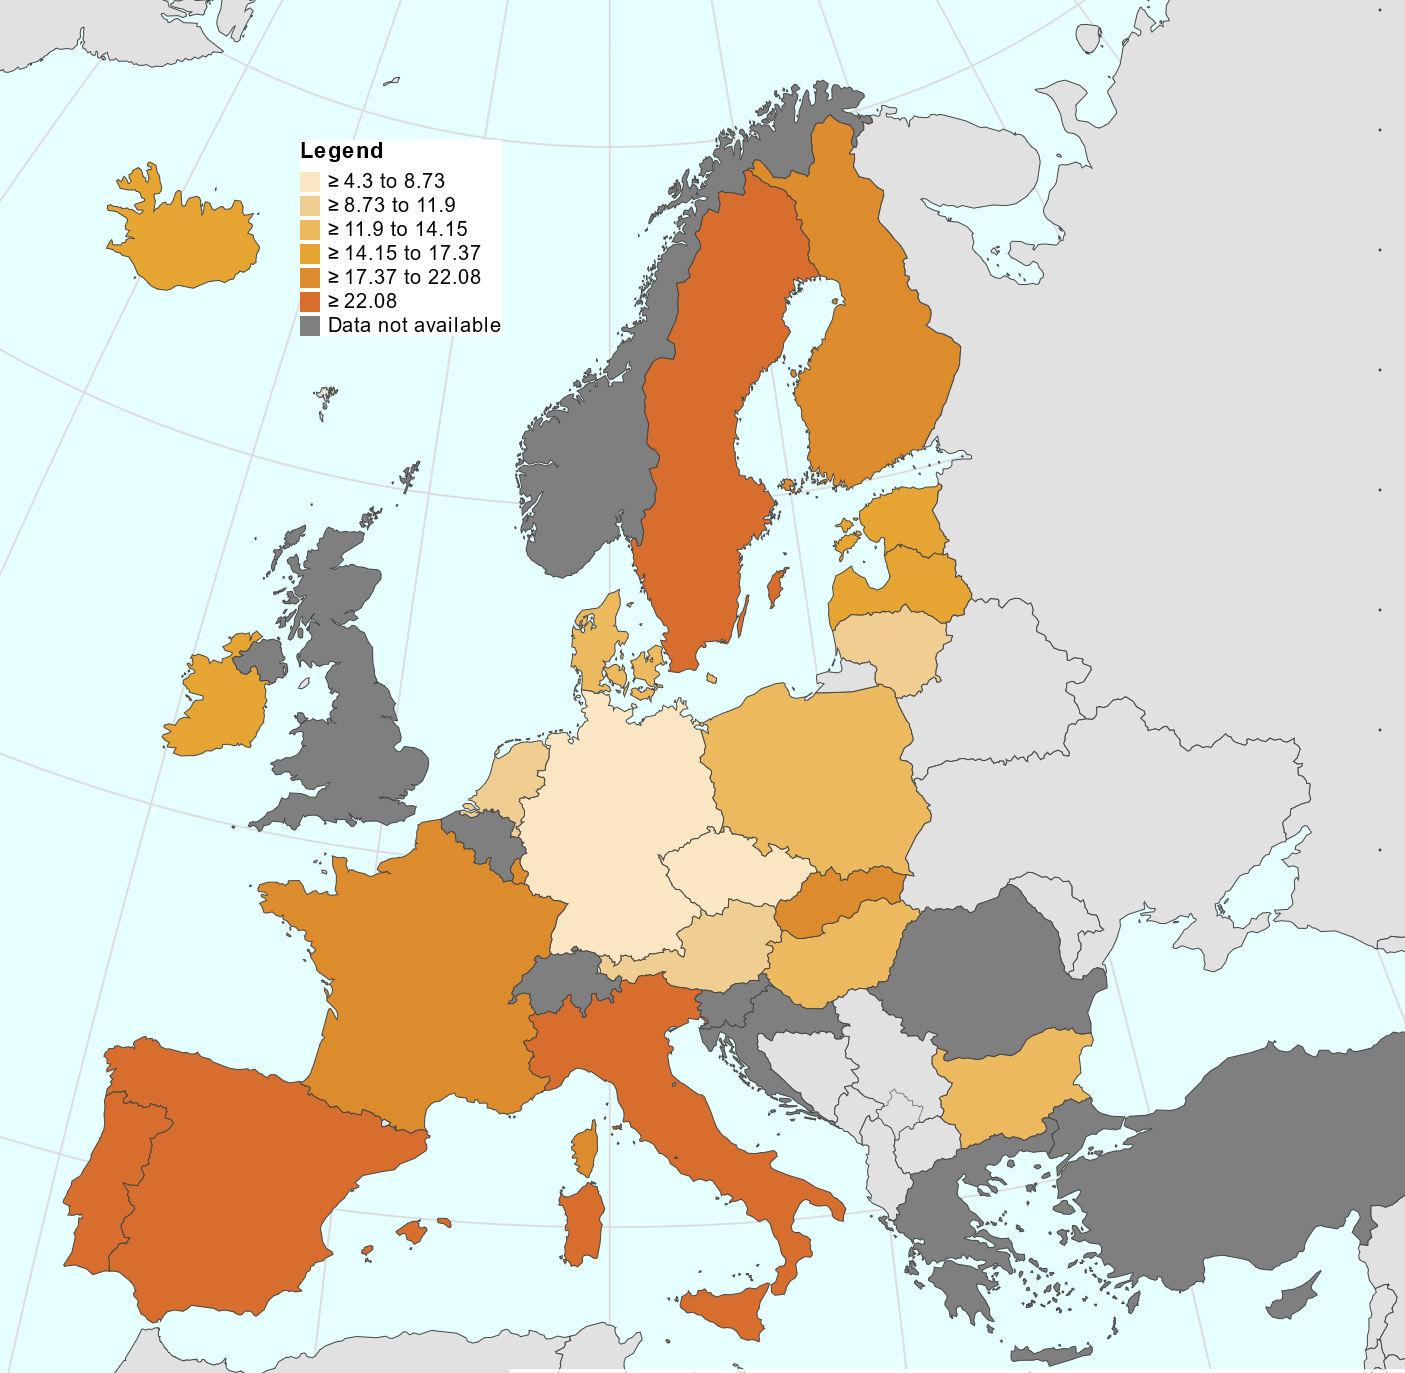 Legend
≥ 4.3 to 8.73
≥ 8.73 to 11.9
≥ 11.9 to 14.15
≥ 14.15 to 17.37
≥ 17.37 to 22.08
≥ 22.08
Data not available